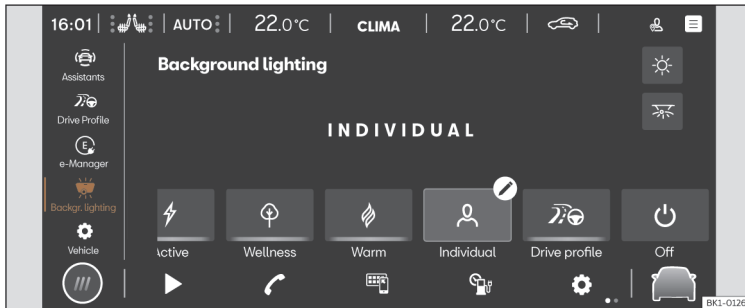 16:01 AUTO 22.0°C CLIMA 22.0°C
Assistants
Drive Profile
E
e-Manager
Backgr. lighting
Vehicle
Background lighting
INDIVIDUAL
ctive Wellness Warm Individual Drive profile Off
BK1-0126